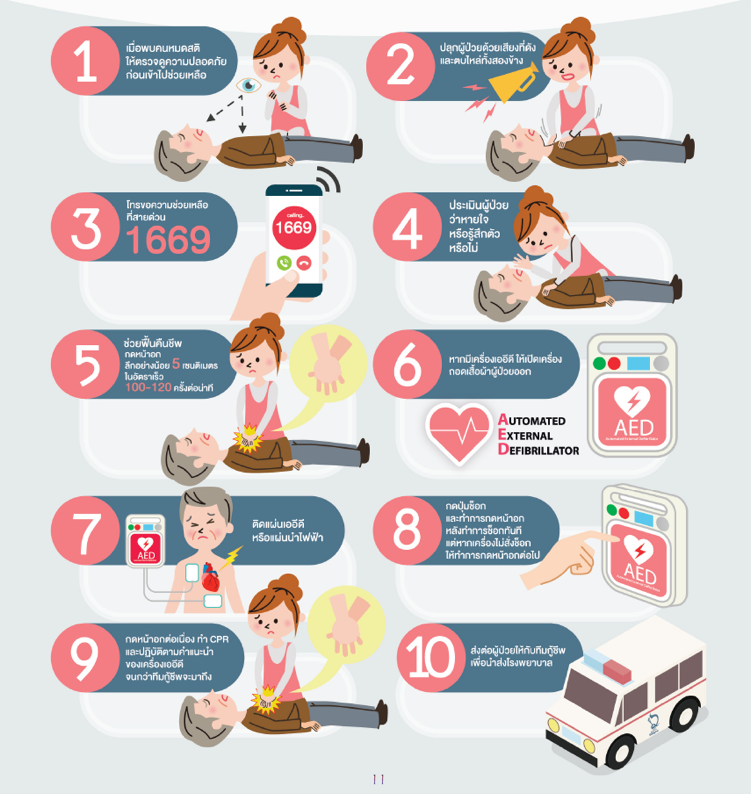 1
เมื่อพบคนหมดสติ
ให้ตรวจดูความปลอดภัย
ก่อนเข้าไปช่วยเหลือ
2
ปลุกผู้ป่วยด้วยเสียงที่ดัง
และตบไหล่ทั้งสองข้าง
3
โทรขอความช่วยเหลือ
ที่สายด่วน
1669
calling..
1669
4
ประเมินผู้ป่วย
ว่าหายใจ
หรือรู้สึกตัว
หรือไม่
5
ช่วยฟื้นคืนชีพ
กดหน้าอก
ลึกอย่างน้อย 5 เซนติเมตร
ในอัตราเร็ว
100-120 ครั้งต่อนาที
6
หากมีเครื่องเออีดี ให้เปิดเครื่อง
ถอดเสื้อผ้าผู้ป่วยออก
AUTOMATED
EXTERNAL
DEFIBRILLATOR
AED
7
ติดแผ่นเออีดี
หรือแผ่นนำไฟฟ้า
AED
8
กดปุ่มช็อก
และทำการกดหน้าอก
หลังทำการช็อกทันที
แต่หากเครื่องไม่สั่งช็อก
ให้ทำการกดหน้าอกต่อไป
AED
9
กดหน้าอกต่อเนื่อง ทำ CPR
และปฏิบัติตามคำแนะนำ
ของเครื่องเออีดี
จนกว่าทีมกู้ชีพจะมาถึง
10
ส่งต่อผู้ป่วยให้กับทีมกู้ชีพ
เพื่อนำส่งโรงพยาบาล
11